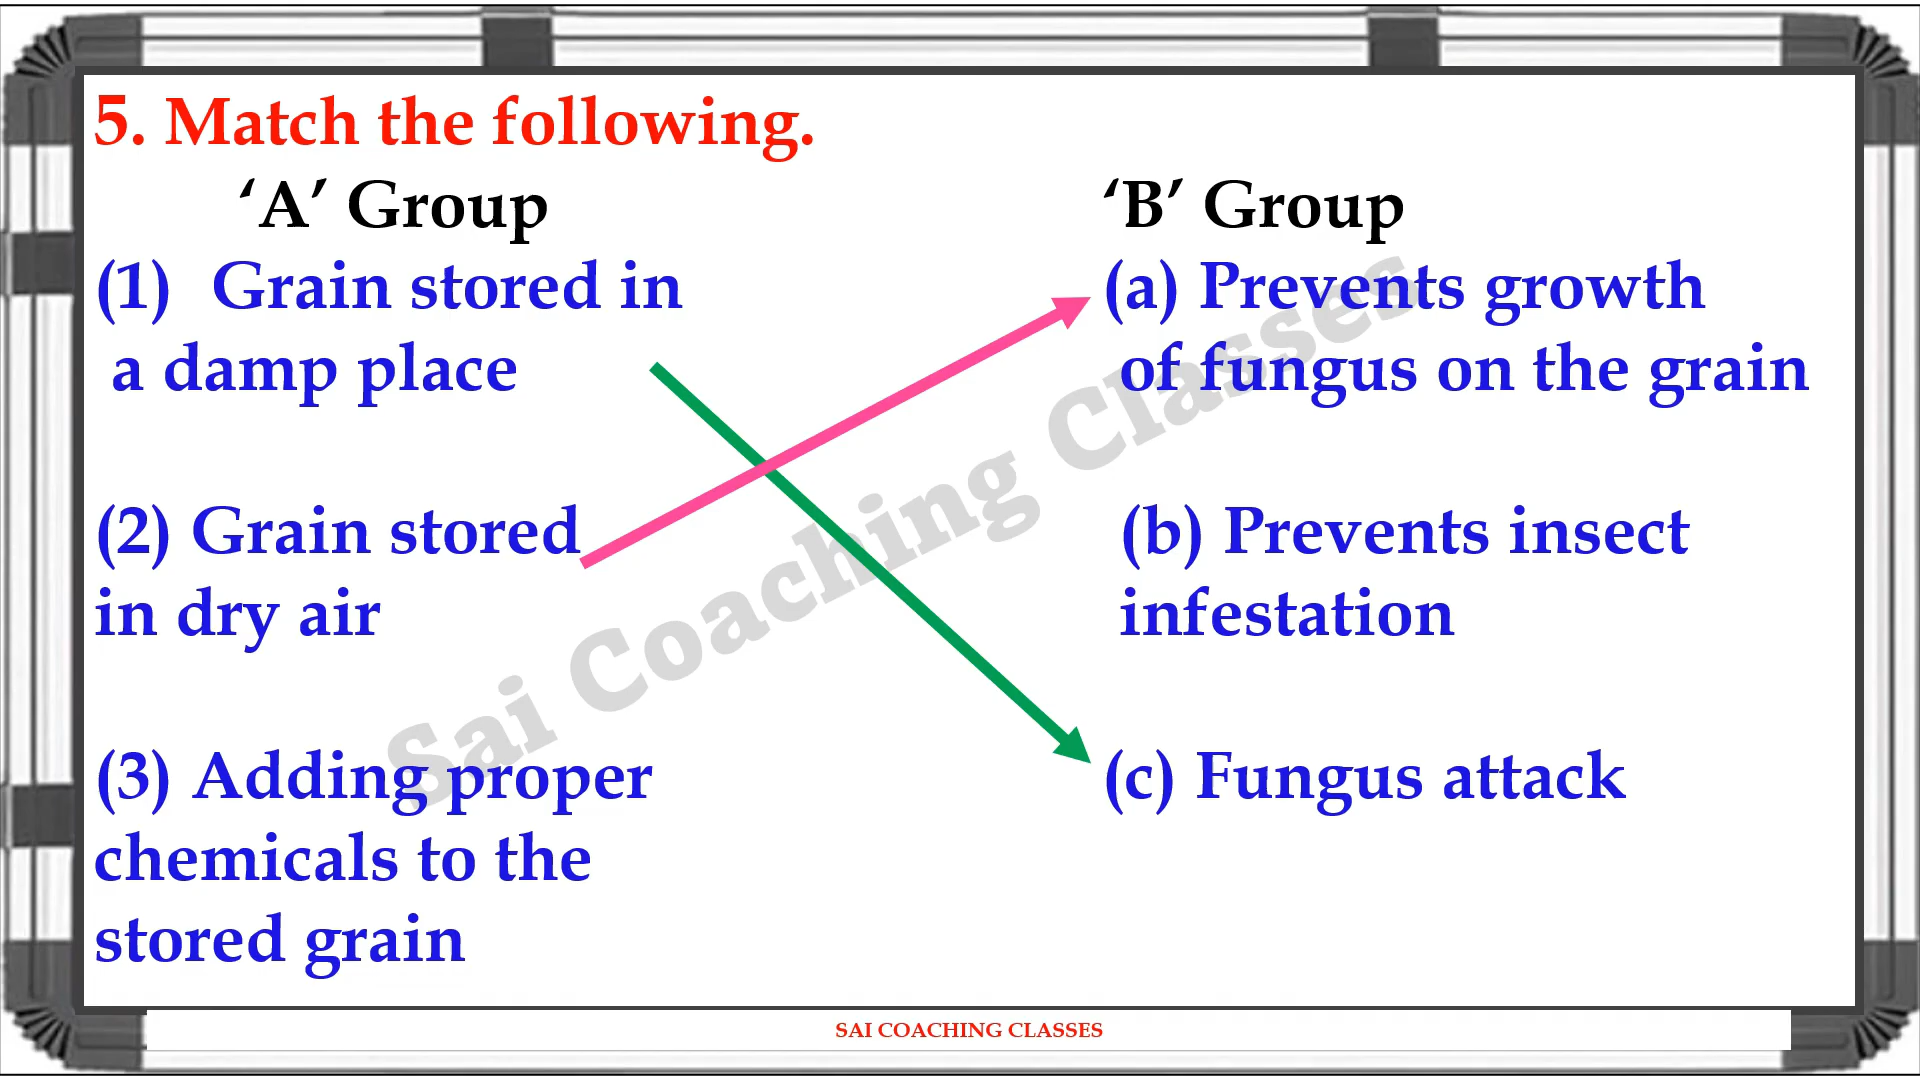 5. Match the following.
‘A’ Group
‘B’ Group
(1) Grain stored in
a damp place
(a) Prevents growth
of fungus on the grain
(2) Grain stored
in dry air
(b) Prevents insect
infestation
(3) Adding proper
chemicals to the
stored grain
(c) Fungus attack
Sai Coaching Classes
SAI COACHING CLASSES